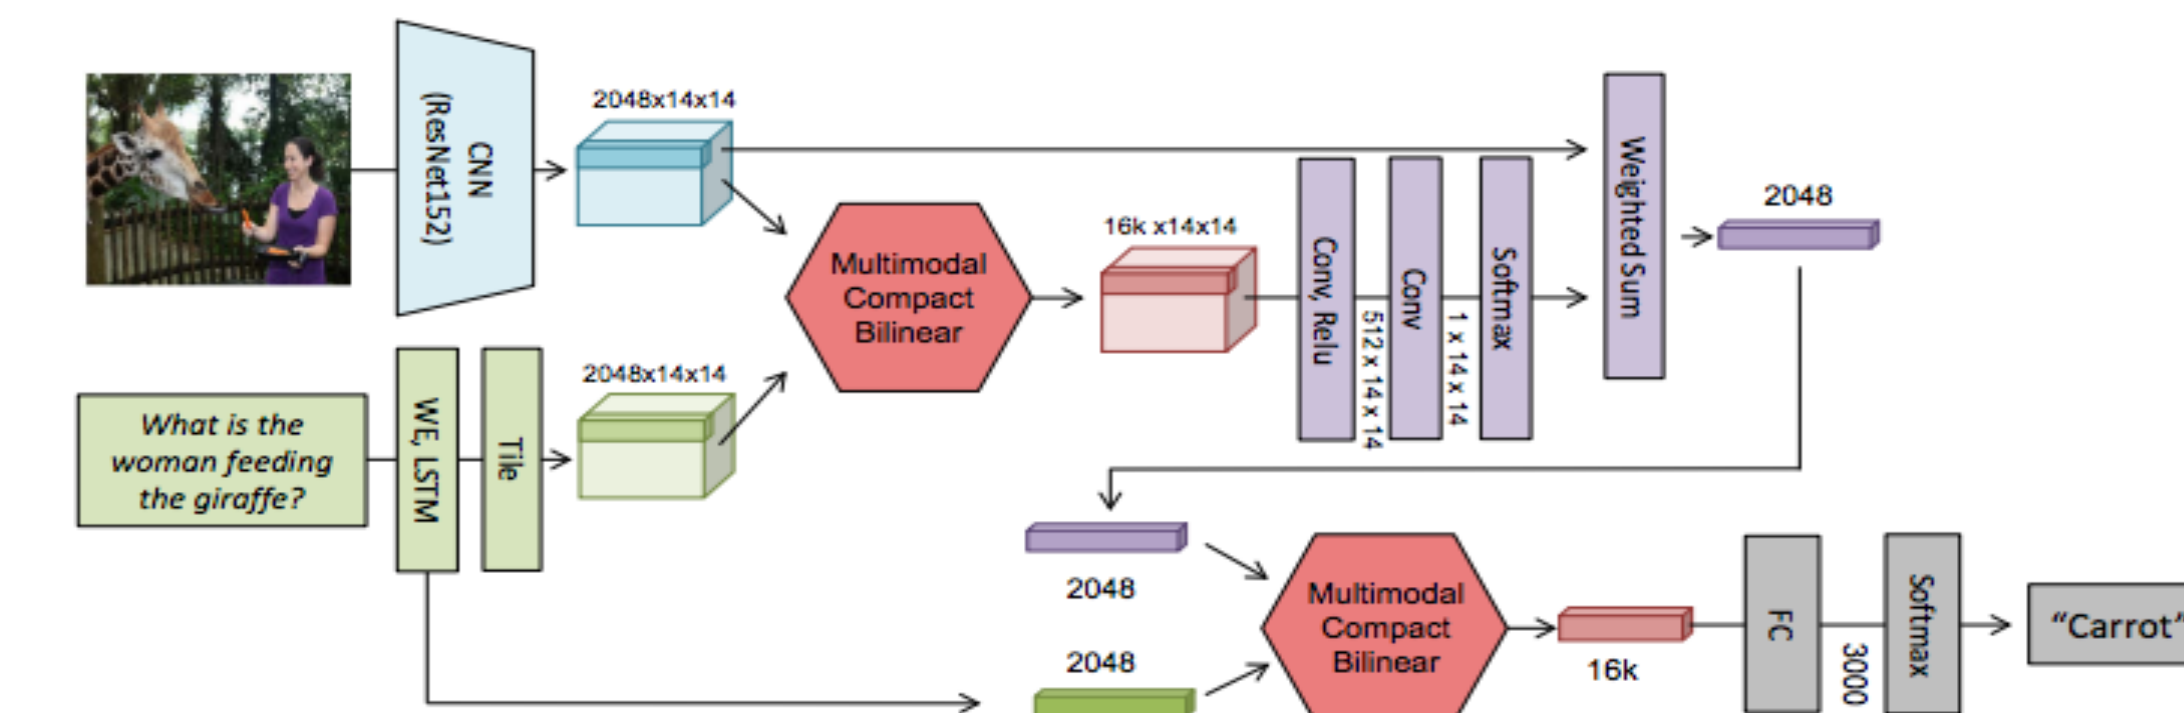 CNN
(ResNet152)
2048x14x14
Multimodal
Compact
Bilinear
16k x14x14
Conv, Relu
512 x 14 x 14
Conv
1 x 14 x 14
Softmax
Weighted Sum
2048
What is the
woman feeding
the giraffe?
WE, LSTM
Tile
2048x14x14
2048
2048
Multimodal
Compact
Bilinear
16k
FC
3000
Softmax
“Carrot”